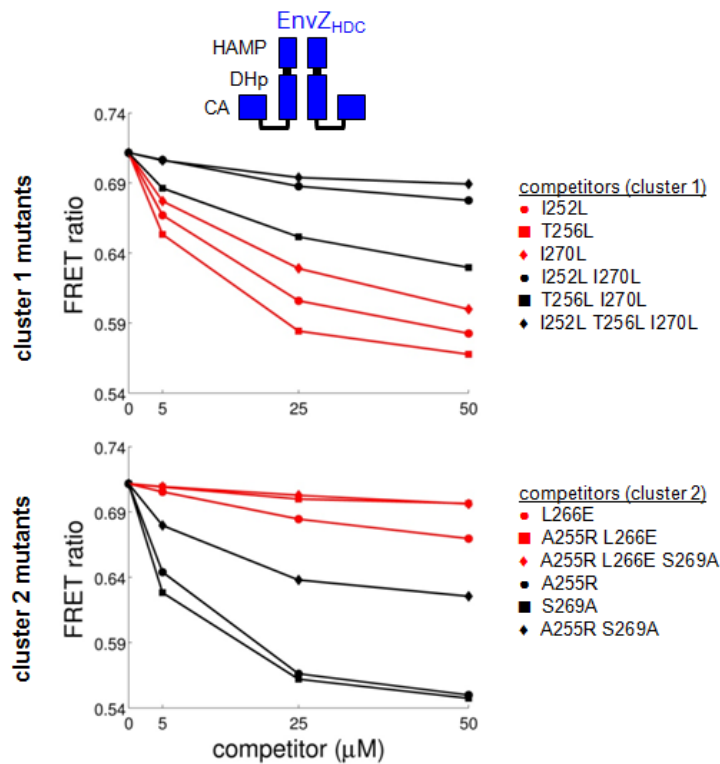 EnvZHDC
HAMP
DHp
CA
cluster 1 mutants
FRET ratio
0.74
0.69
0.64
0.59
0.54
0
5
25
50
competitors (cluster 1)
I252L
T256L
I270L
I252L I270L
T256L I270L
I252L T256L I270L
cluster 2 mutants
FRET ratio
0.74
0.69
0.64
0.59
0.54
0
5
25
50
competitor (μM)
competitors (cluster 2)
L266E
A255R L266E
A255R L266E S269A
A255R
S269A
A255R S269A